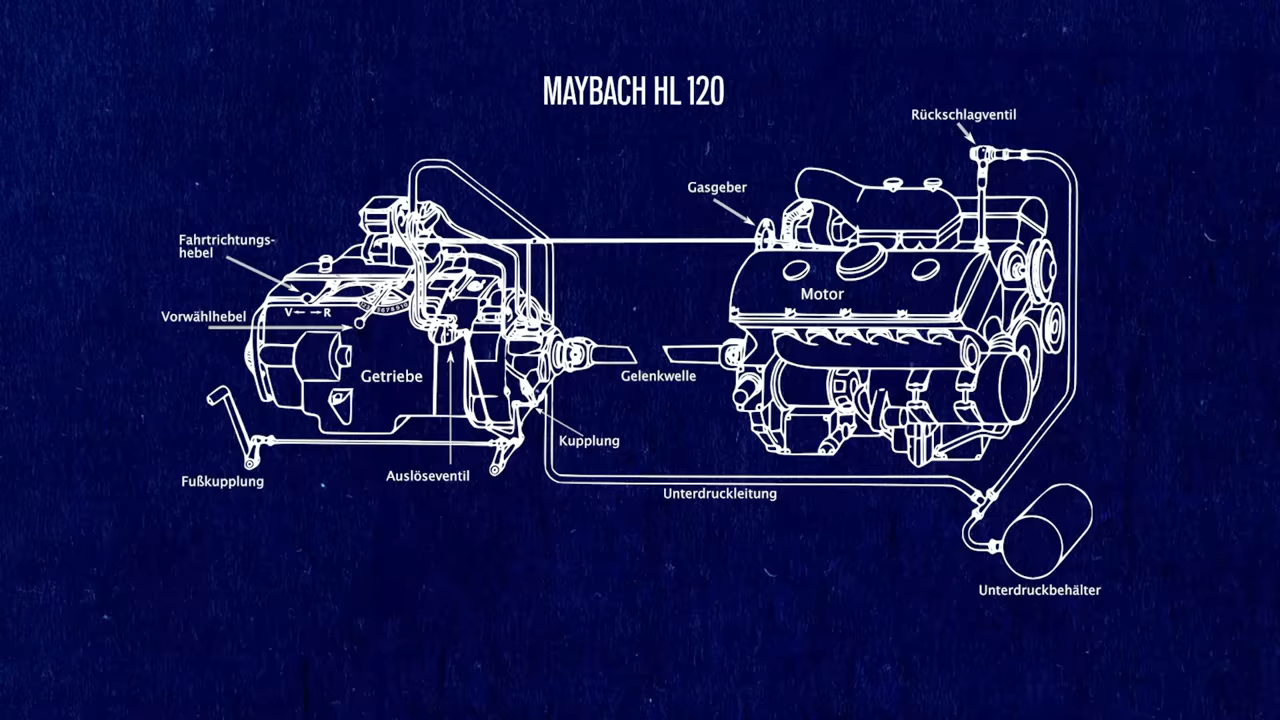 MAYBACH HL 120
Rückschlagventil
Gasgeber
Fahrtrichtungs-
hebel
Motor
V R
Vorwählhebel
Getriebe
Gelenkwelle
Kupplung
Auslöseventil
Fußkupplung
Unterdruckleitung
Unterdruckbehälter